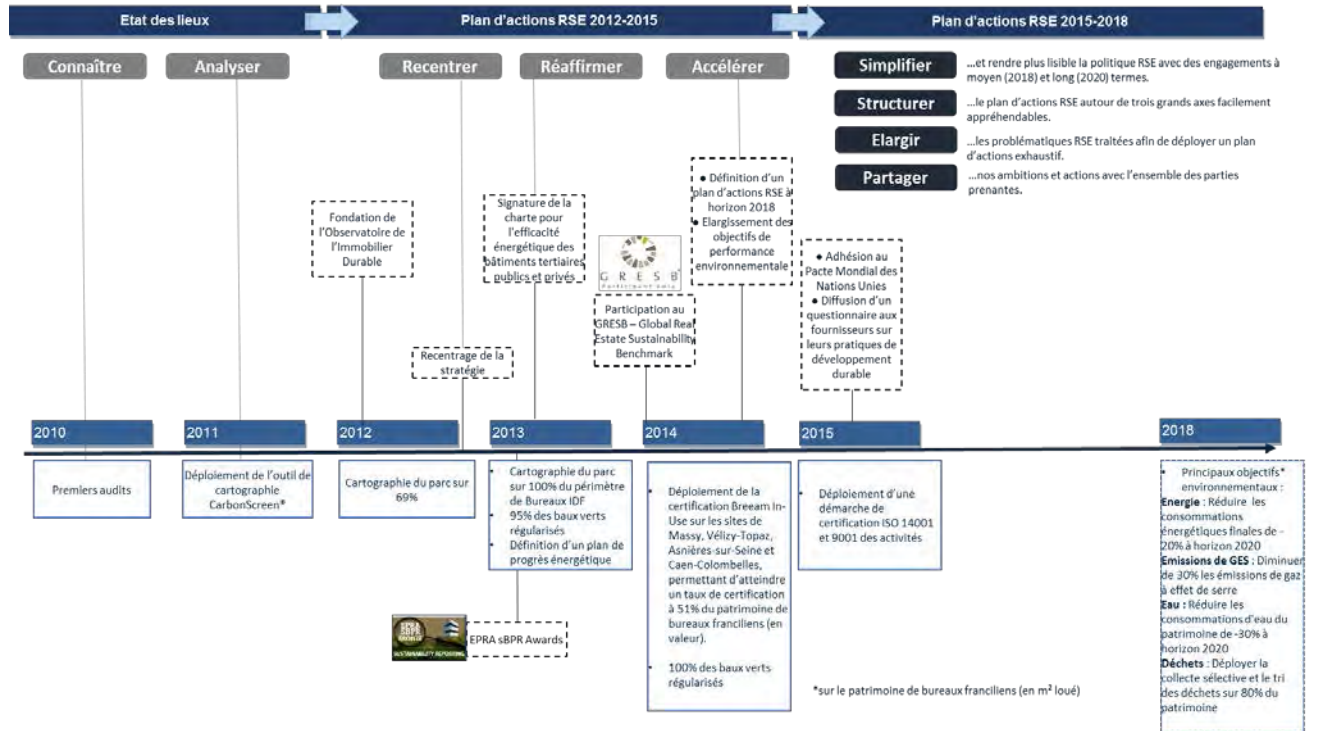 Etat des lieux
Plan d'actions RSE 2012-2015
Plan d'actions RSE 2015-2018
Connaître
Analyser
Recentrer
Réaffirmer
Accélérer
Simplifier
...et rendre plus lisible la politique RSE avec des engagements à
moyen (2018) et long (2020) termes.
Structurer
...le plan d'actions RSE autour de trois grands axes facilement
appréhendables.
Elargir
...les problématiques RSE traitées afin de déployer un plan
d'actions exhaustif.
Partager
...nos ambitions et actions avec l'ensemble des parties
prenantes.
Fondation de
l'Observatoire de
l'Immobilier
Durable
Recentrage de la
stratégie
Signature de la
charte pour
l'efficacité
énergétique des
bâtiments tertiaires
publics et privés
GRESB
Participation au
GRESB – Global Real
Estate Sustainability
Benchmark
● Définition d'un
plan d'actions RSE à
horizon 2018
● Elargissement des
objectifs de
performance
environnementale
● Adhésion au
Pacte Mondial des
Nations Unies
● Diffusion d'un
questionnaire aux
fournisseurs sur
leurs pratiques de
développement
durable
2010
2011
2012
2013
2014
2015
2018
Premiers audits
Déploiement de l'outil de
cartographie
CarbonScreen*
Cartographie du parc sur
69%
• Cartographie du parc
sur 100% du périmètre
de Bureaux IDF
• 95% des baux verts
régularisés
• Définition d'un plan de
progrès énergétique
EPRA
SBPR
SUSTAINABILITY REPORTING
EPRA sBPR Awards
• Déploiement de la
certification Breeam In-
Use sur les sites de
Massy, Vélizy-Topaz,
Asnières-sur-Seine et
Caen-Colombelles,
permettant d'atteindre
un taux de certification
à 51% du patrimoine de
bureaux franciliens (en
valeur).
• 100% des baux verts
régularisés
• Déploiement d'une
démarche de
certification ISO 14001
et 9001 des activités
• Principaux objectifs*
environnementaux :
Energie : Réduire les
consommations
énergétiques finales de -
20% à horizon 2020
Emissions de GES : Diminuer
de 30% les émissions de gaz
à effet de serre
Eau : Réduire les
consommations d'eau du
patrimoine de -30% à
horizon 2020
Déchets : Déployer la
collecte sélective et le tri
des déchets sur 80% du
patrimoine
*sur le patrimoine de bureaux franciliens (en m² loué)